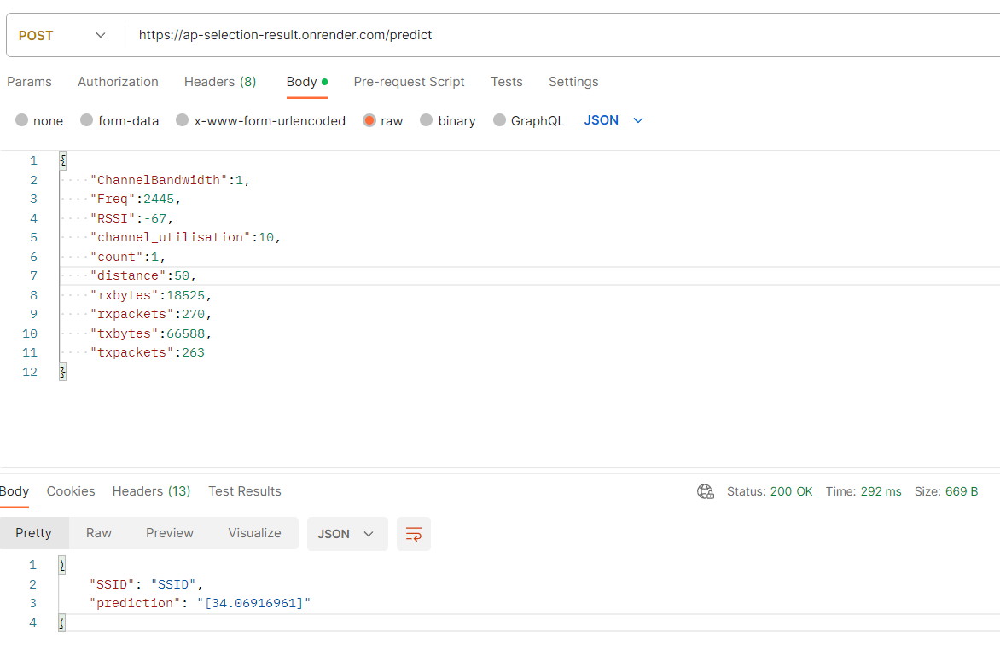 POST https://ap-selection-result.onrender.com/predict
Params Authorization Headers (8) Body Pre-request Script Tests Settings
none form-data x-www-form-urlencoded raw binary GraphQL JSON
1 {
2 "ChannelBandwidth":1,
3 "Freq":2445,
4 "RSSI":-67,
5 "channel_utilisation":10,
6 "count":1,
7 "distance":50,
8 "rxbytes":18525,
9 "rxpackets":270,
10 "txbytes":66588,
11 "txpackets":263
12 }
Body Cookies Headers (13) Test Results Status: 200 OK Time: 292 ms Size: 669 B
Pretty Raw Preview Visualize JSON
1 {
2 "SSID": "SSID",
3 "prediction": "[34.06916961]"
4 }